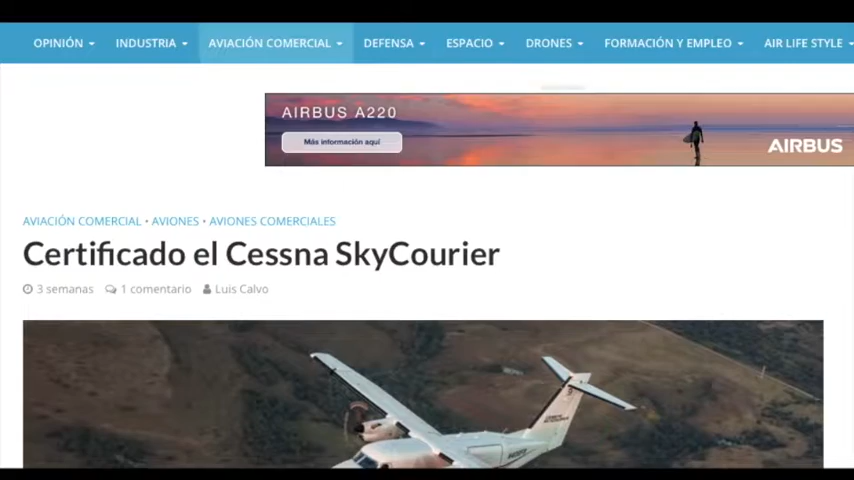 OPINIÓN INDUSTRIA AVIACIÓN COMERCIAL DEFENSA ESPACIO DRONES FORMACIÓN Y EMPLEO AIR LIFE STYLE
AIRBUS A220
Más información aquí
AIRBUS
AVIACIÓN COMERCIAL • AVIONES • AVIONES COMERCIALES
Certificado el Cessna SkyCourier
3 semanas 1 comentario Luis Calvo